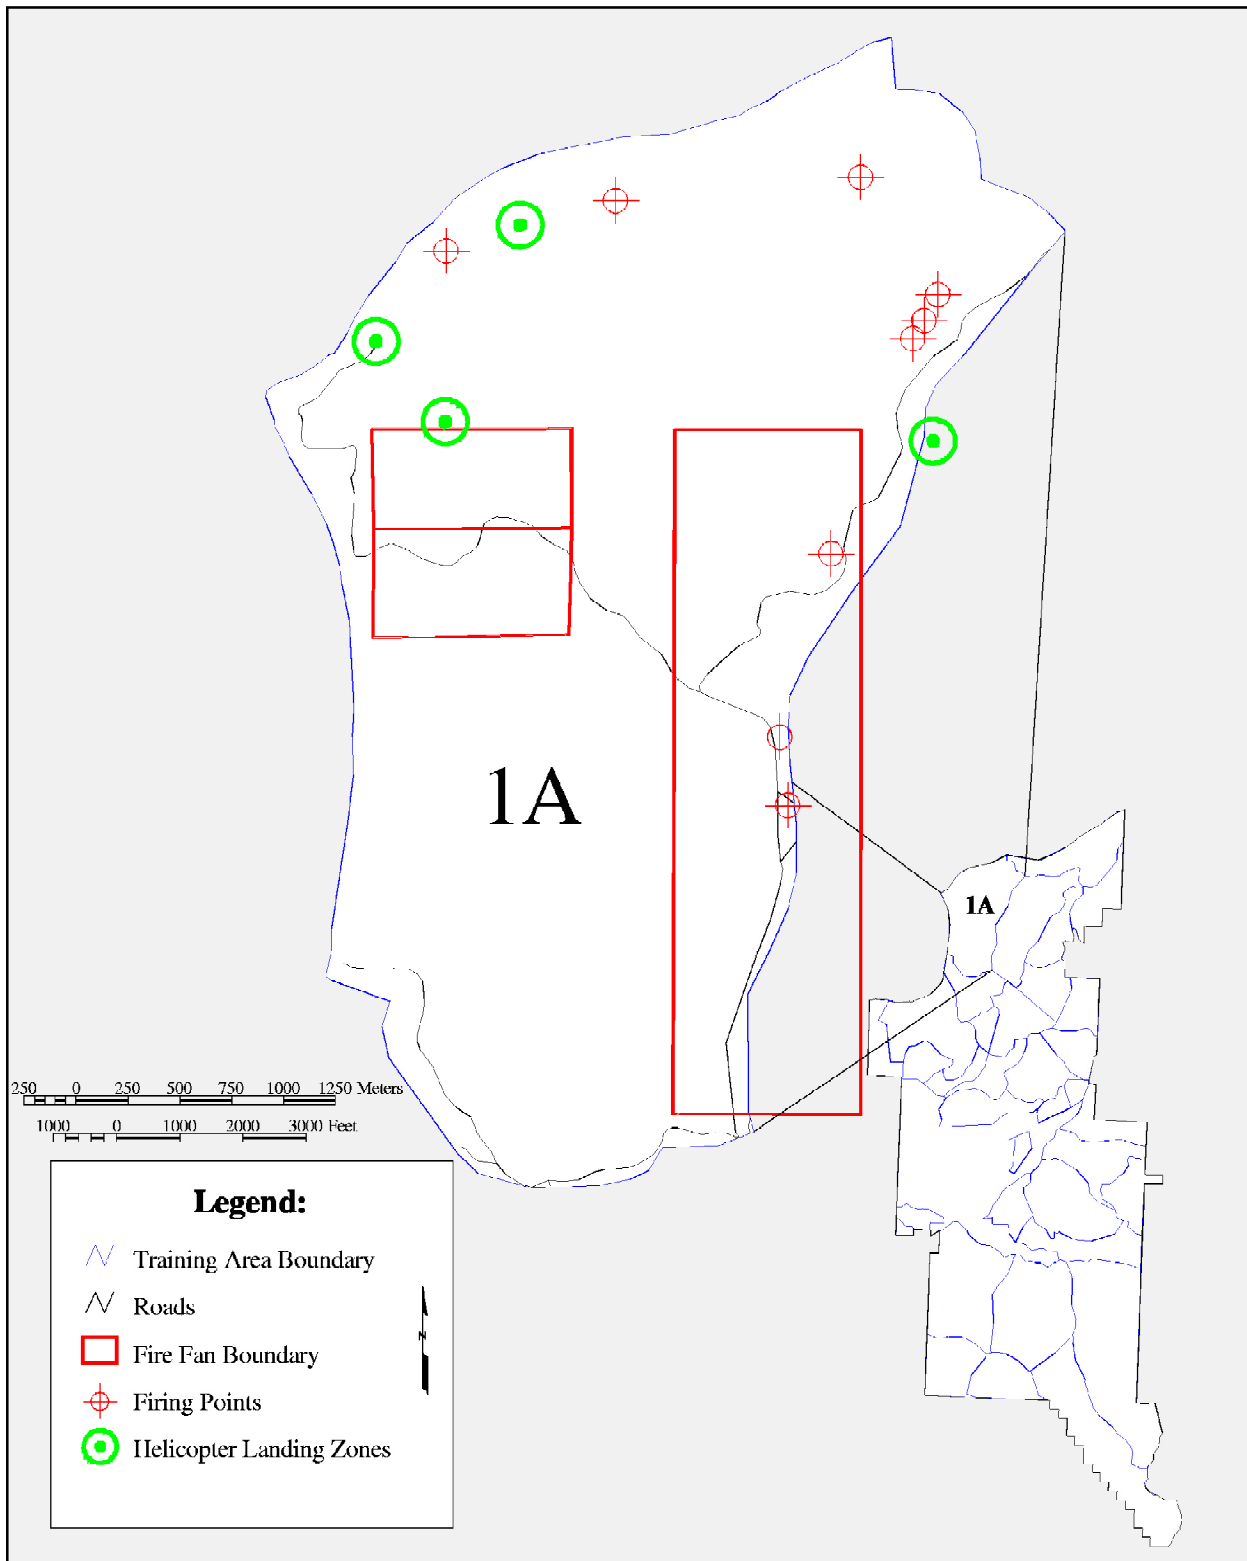 1A
1A
250 0 250 500 750 1000 1250 Meters
1000 0 1000 2000 3000 Feet
Legend:
Training Area Boundary
Roads
N
Fire Fan Boundary
Firing Points
Helicopter Landing Zones